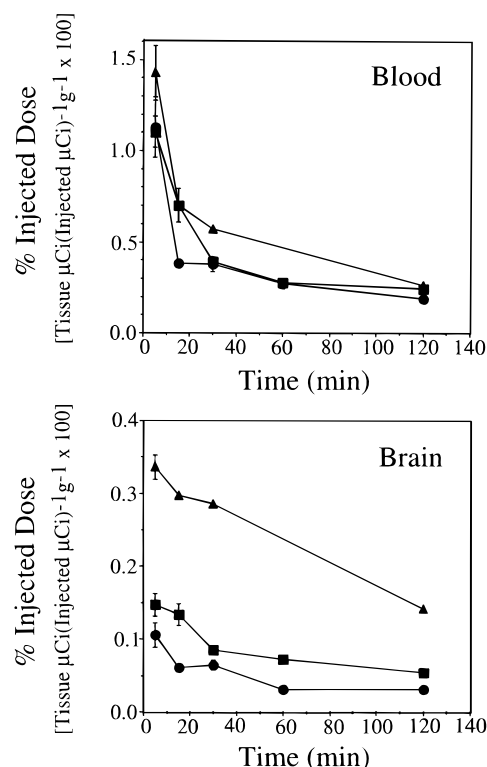 % Injected Dose
[Tissue μCi(Injected μCi)-1g-1 x 100]
1.5
1.0
0.5
0.0
Blood
0 20 40 60 80 100 120 140
Time (min)
% Injected Dose
[Tissue μCi(Injected μCi)-1g-1 x 100]
0.4
0.3
0.2
0.1
0.0
Brain
0 20 40 60 80 100 120 140
Time (min)